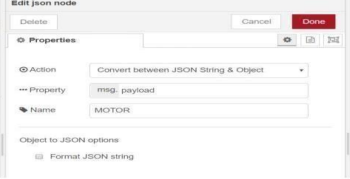 Edit json node
Delete Cancel Done
Properties
Action Convert between JSON String & Object
Property msg. payload
Name MOTOR
Object to JSON options
Format JSON string